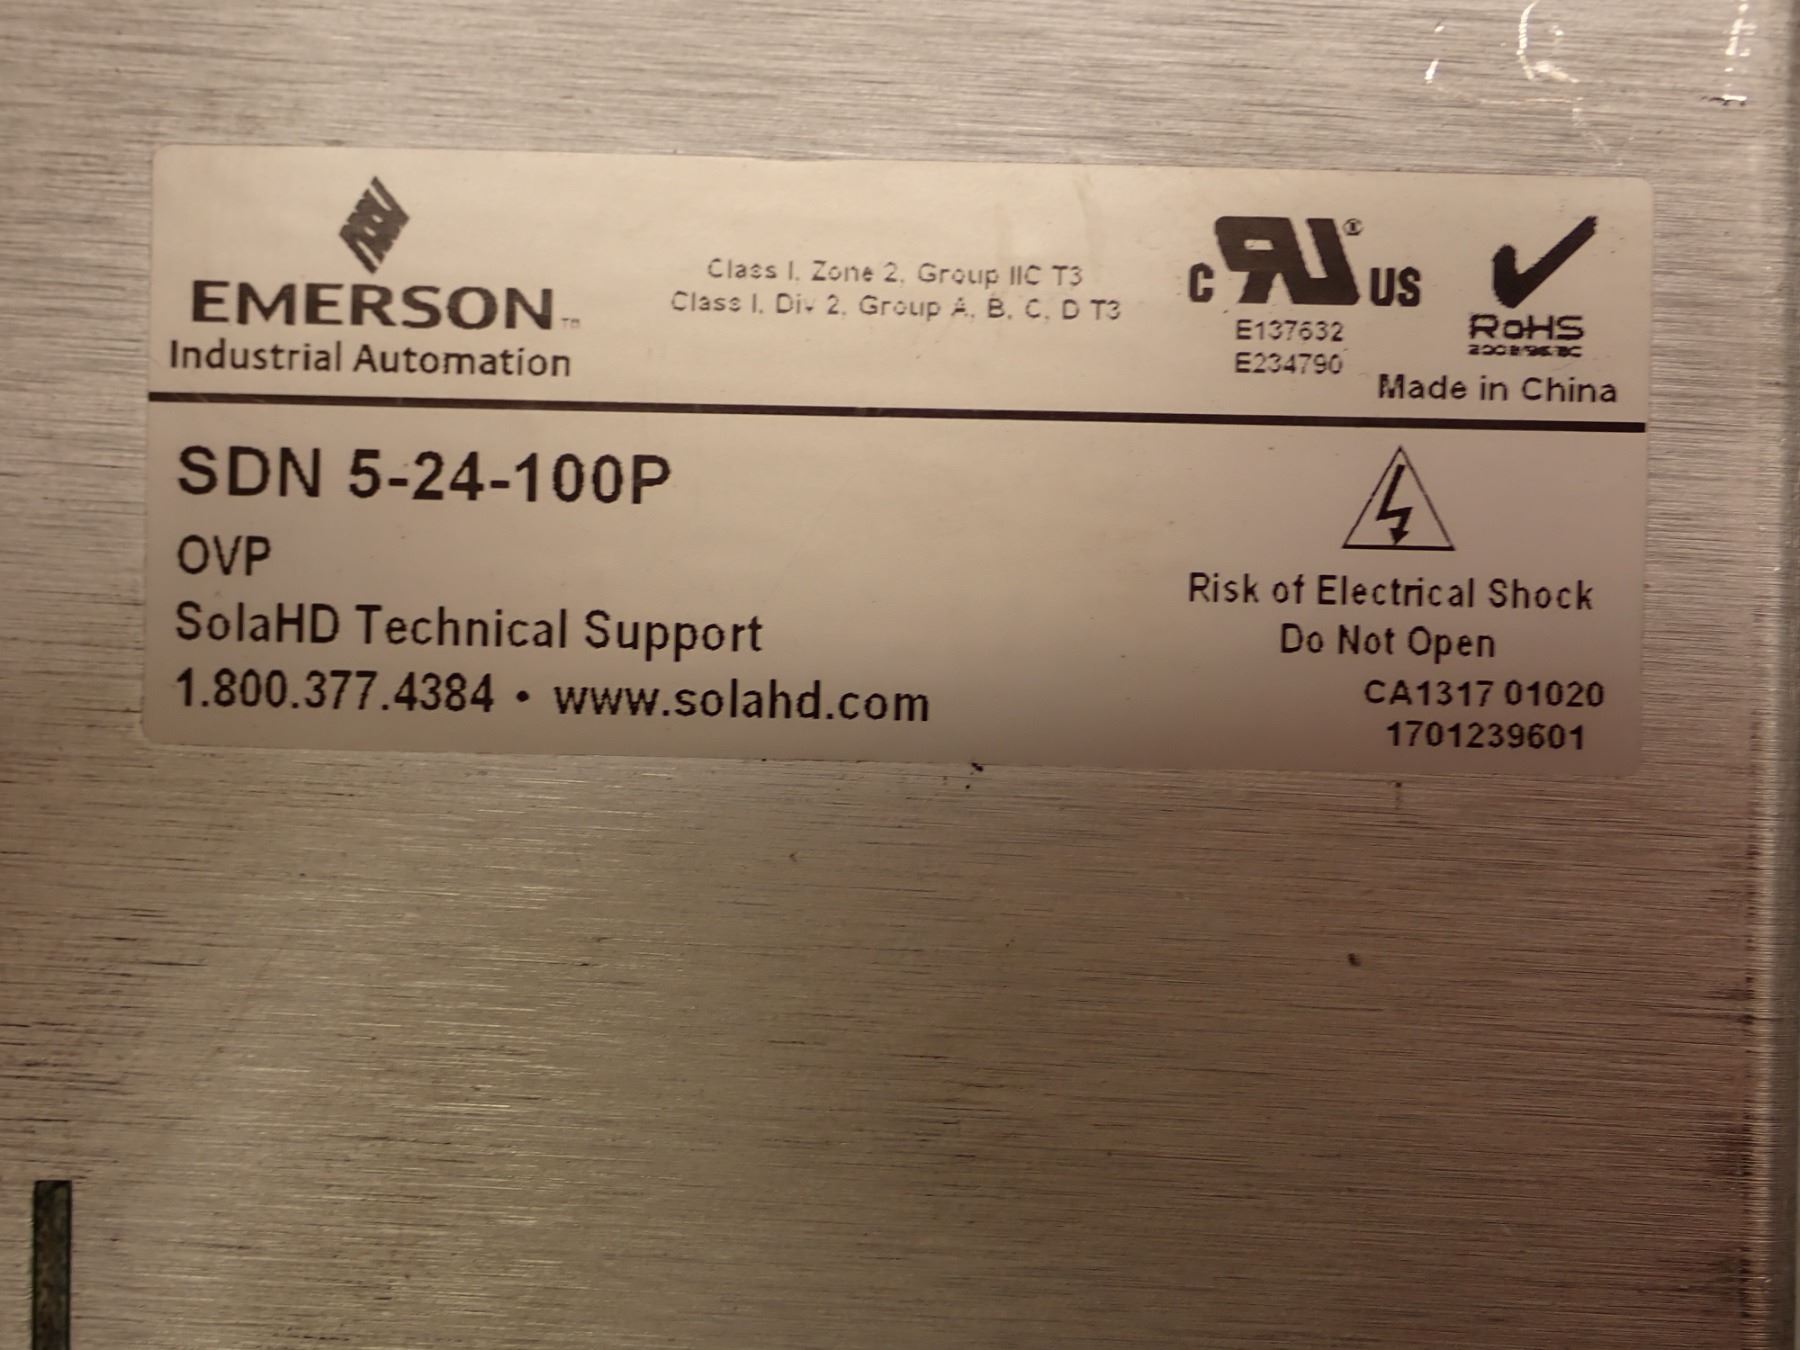 EMERSON™
Industrial Automation
Class I, Zone 2, Group IIC T3
Class I, Div 2, Group A, B, C, D T3
C RU® US
E137632
E234790
RoHS
Made in China
SDN 5-24-100P
OVP
SolaHD Technical Support
1.800.377.4384 • www.solahd.com
Risk of Electrical Shock
Do Not Open
CA1317 01020
1701239601